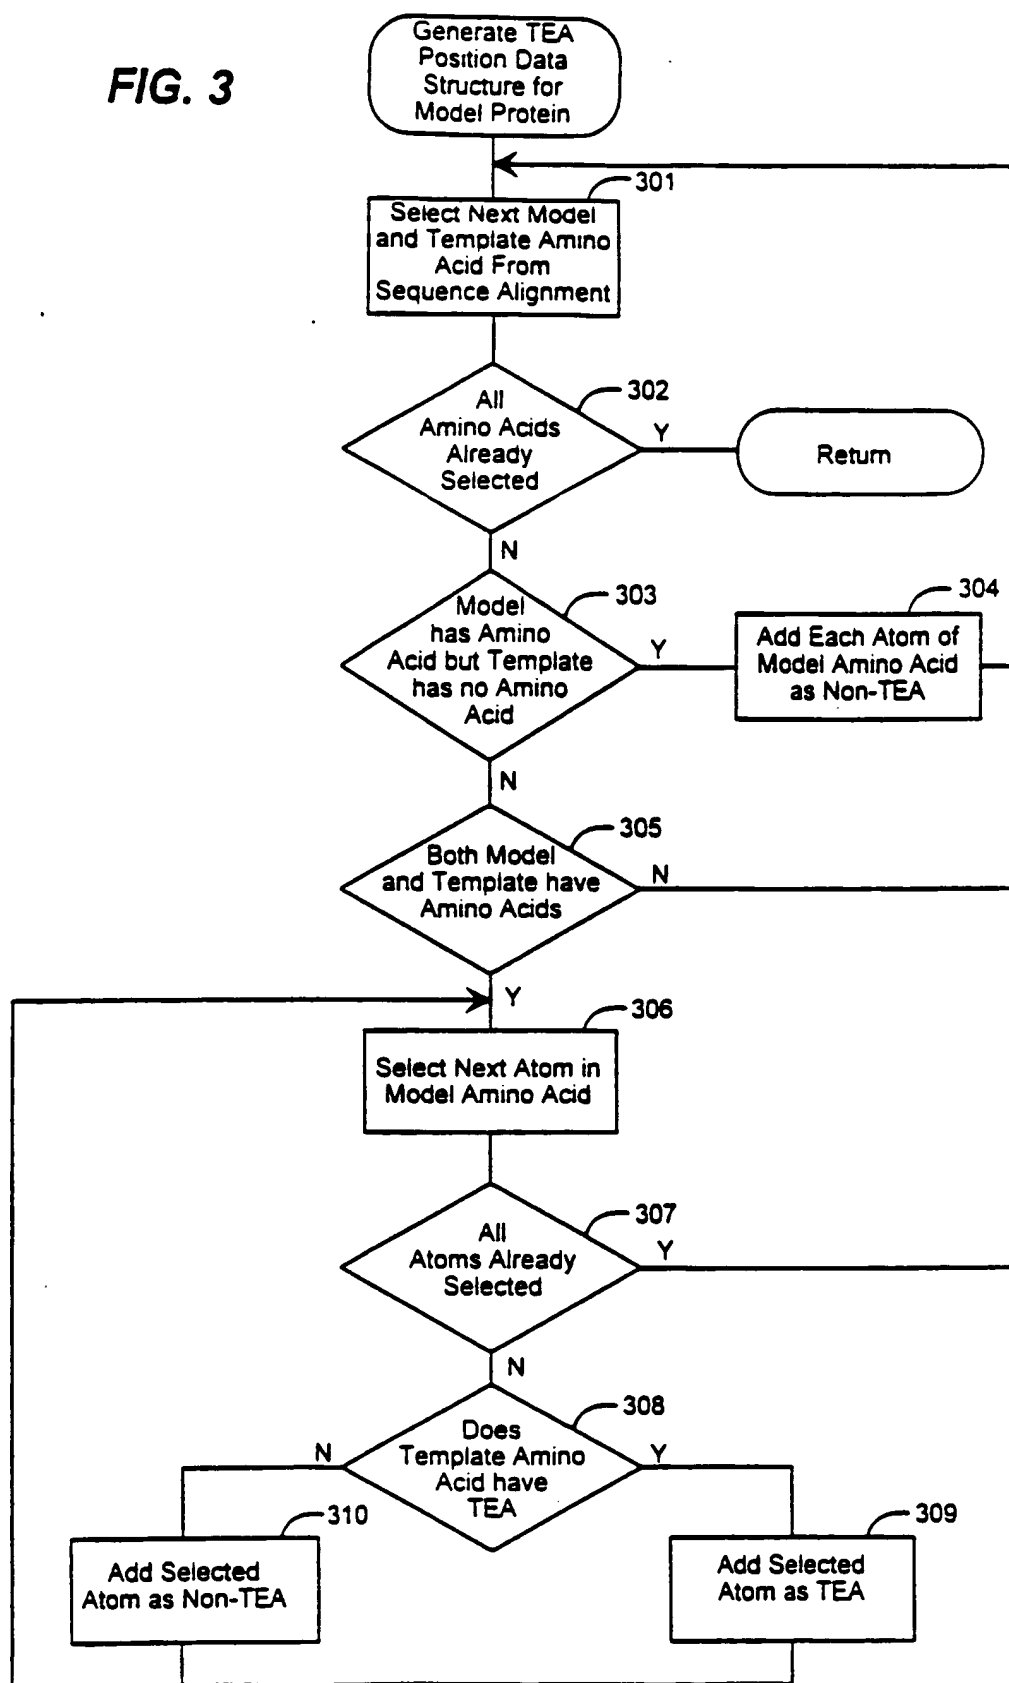 FIG. 3
Generate TEA
Position Data
Structure for
Model Protein
301
Select Next Model
and Template Amino
Acid From
Sequence Alignment
302
All
Amino Acids
Already
Selected
Y
Return
N
303
Model
has Amino
Acid but Template
has no Amino
Acid
Y
304
Add Each Atom of
Model Amino Acid
as Non-TEA
N
305
Both Model
and Template have
Amino Acids
N
Y
306
Select Next Atom in
Model Amino Acid
307
All
Atoms Already
Selected
Y
N
308
Does
Template Amino
Acid have
TEA
N
Y
310
Add Selected
Atom as Non-TEA
309
Add Selected
Atom as TEA